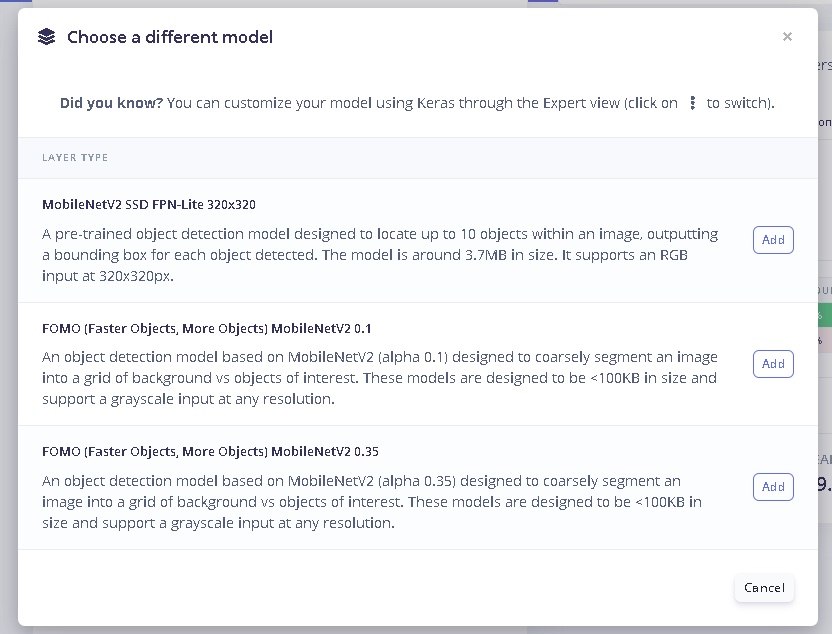 Choose a different model
×
Did you know? You can customize your model using Keras through the Expert view (click on ⋮ to switch).
LAYER TYPE
MobileNetV2 SSD FPN-Lite 320x320
A pre-trained object detection model designed to locate up to 10 objects within an image, outputting
a bounding box for each object detected. The model is around 3.7MB in size. It supports an RGB
input at 320x320px.
Add
FOMO (Faster Objects, More Objects) MobileNetV2 0.1
An object detection model based on MobileNetV2 (alpha 0.1) designed to coarsely segment an image
into a grid of background vs objects of interest. These models are designed to be <100KB in size and
support a grayscale input at any resolution.
Add
FOMO (Faster Objects, More Objects) MobileNetV2 0.35
An object detection model based on MobileNetV2 (alpha 0.35) designed to coarsely segment an
image into a grid of background vs objects of interest. These models are designed to be <100KB in
size and support a grayscale input at any resolution.
Add
Cancel